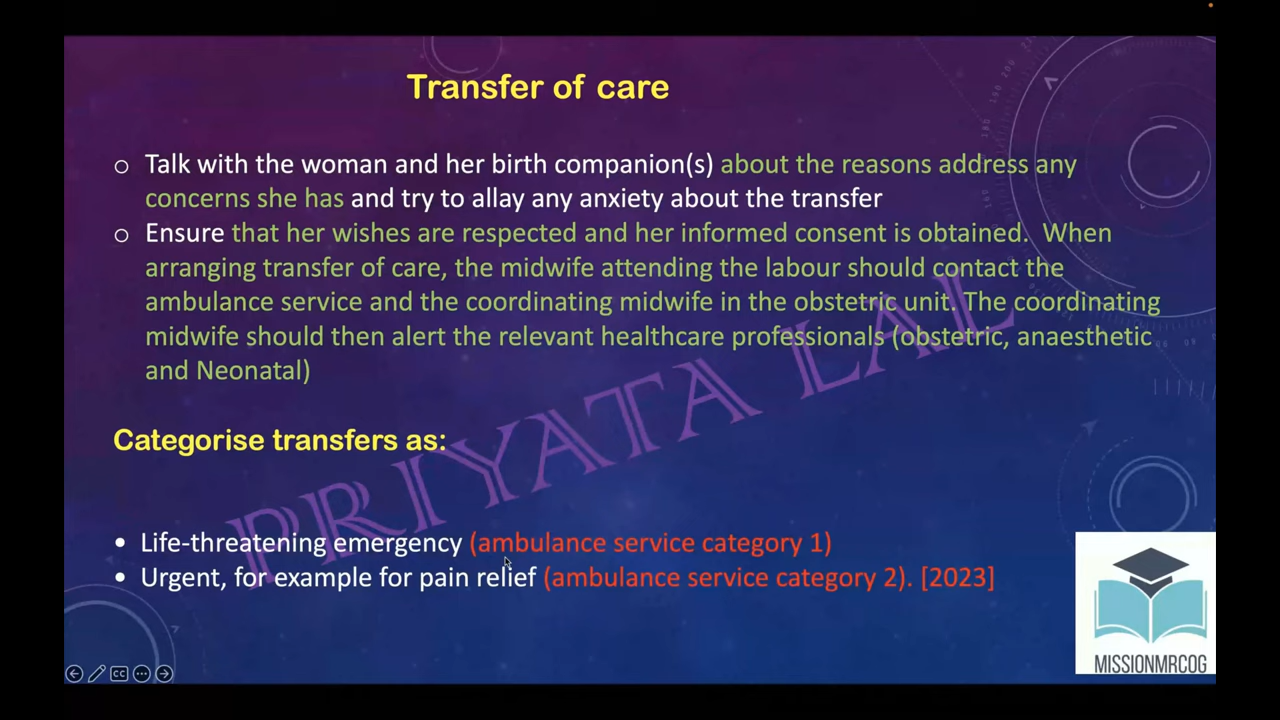 Transfer of care
o Talk with the woman and her birth companion(s) about the reasons address any
concerns she has and try to allay any anxiety about the transfer
o Ensure that her wishes are respected and her informed consent is obtained. When
arranging transfer of care, the midwife attending the labour should contact the
ambulance service and the coordinating midwife in the obstetric unit. The coordinating
midwife should then alert the relevant healthcare professionals (obstetric, anaesthetic
and Neonatal)
Categorise transfers as:
PRIYATA LAL
• Life-threatening emergency (ambulance service category 1)
• Urgent, for example for pain relief (ambulance service category 2). [2023]
MISSIONMRCOG
CC